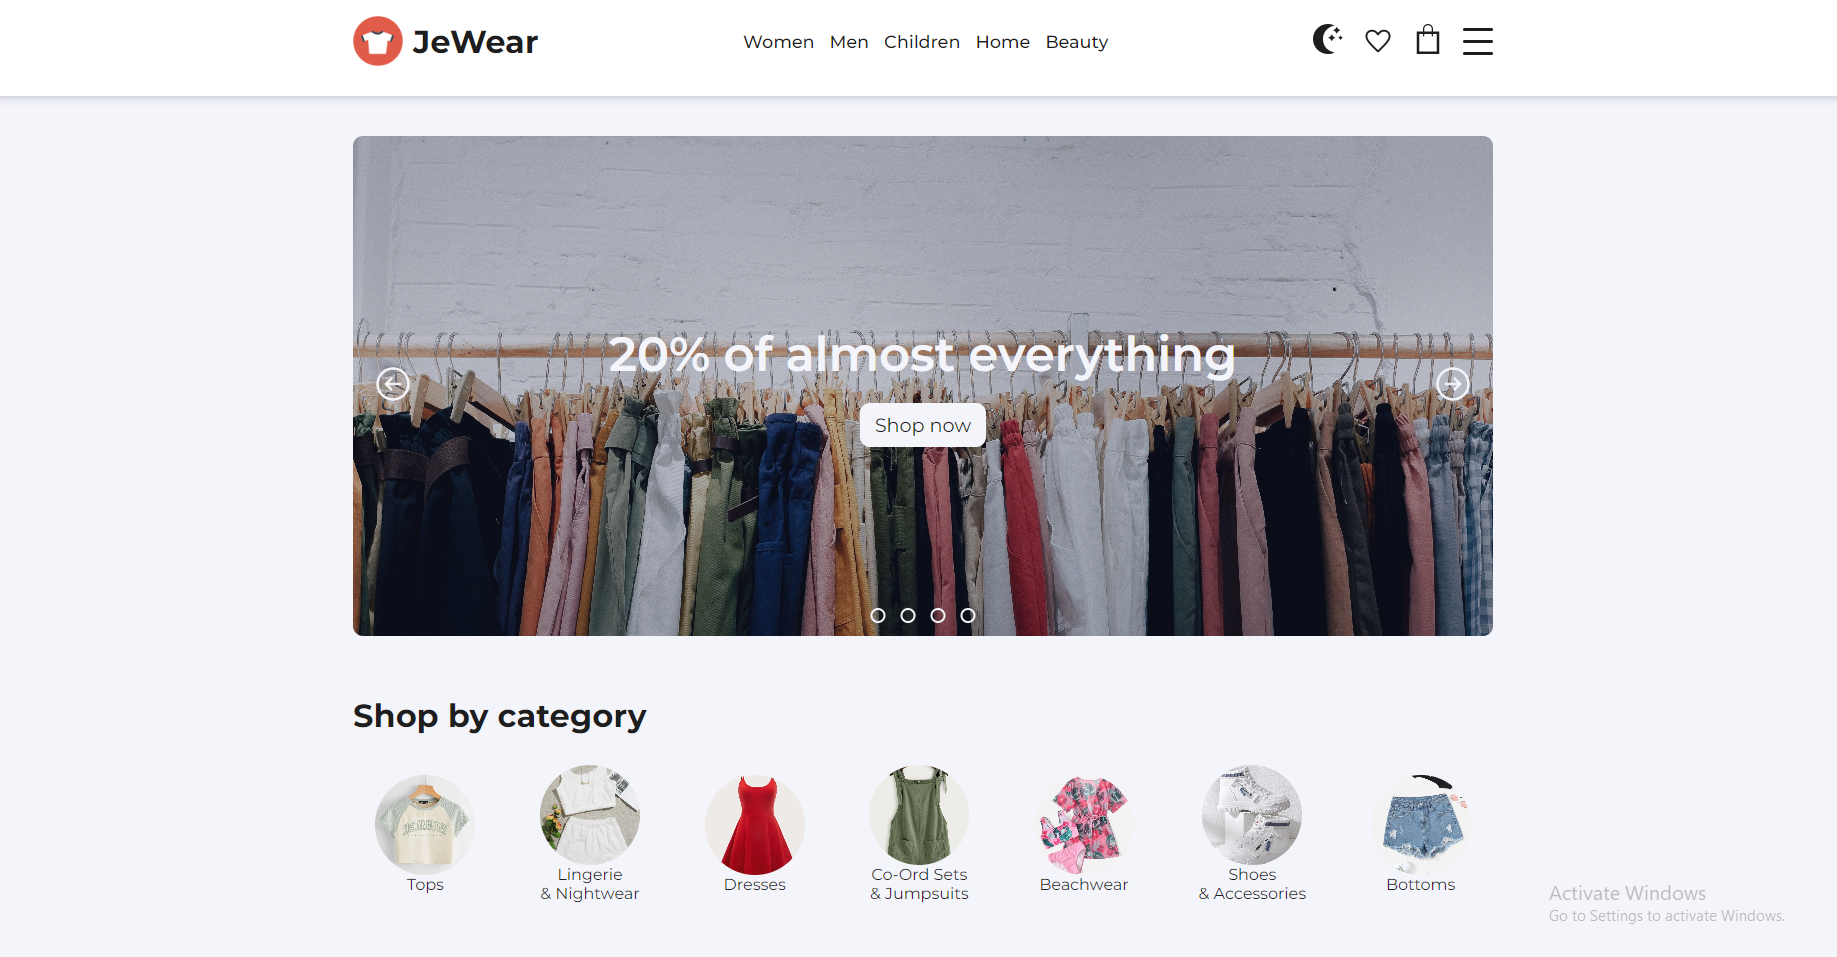 JeWear
Women Men Children Home Beauty
20% of almost everything
Shop now
Shop by category
Tops
Lingerie
& Nightwear
Dresses
Co-Ord Sets
& Jumpsuits
Beachwear
Shoes
& Accessories
Bottoms
Activate Windows
Go to Settings to activate Windows.